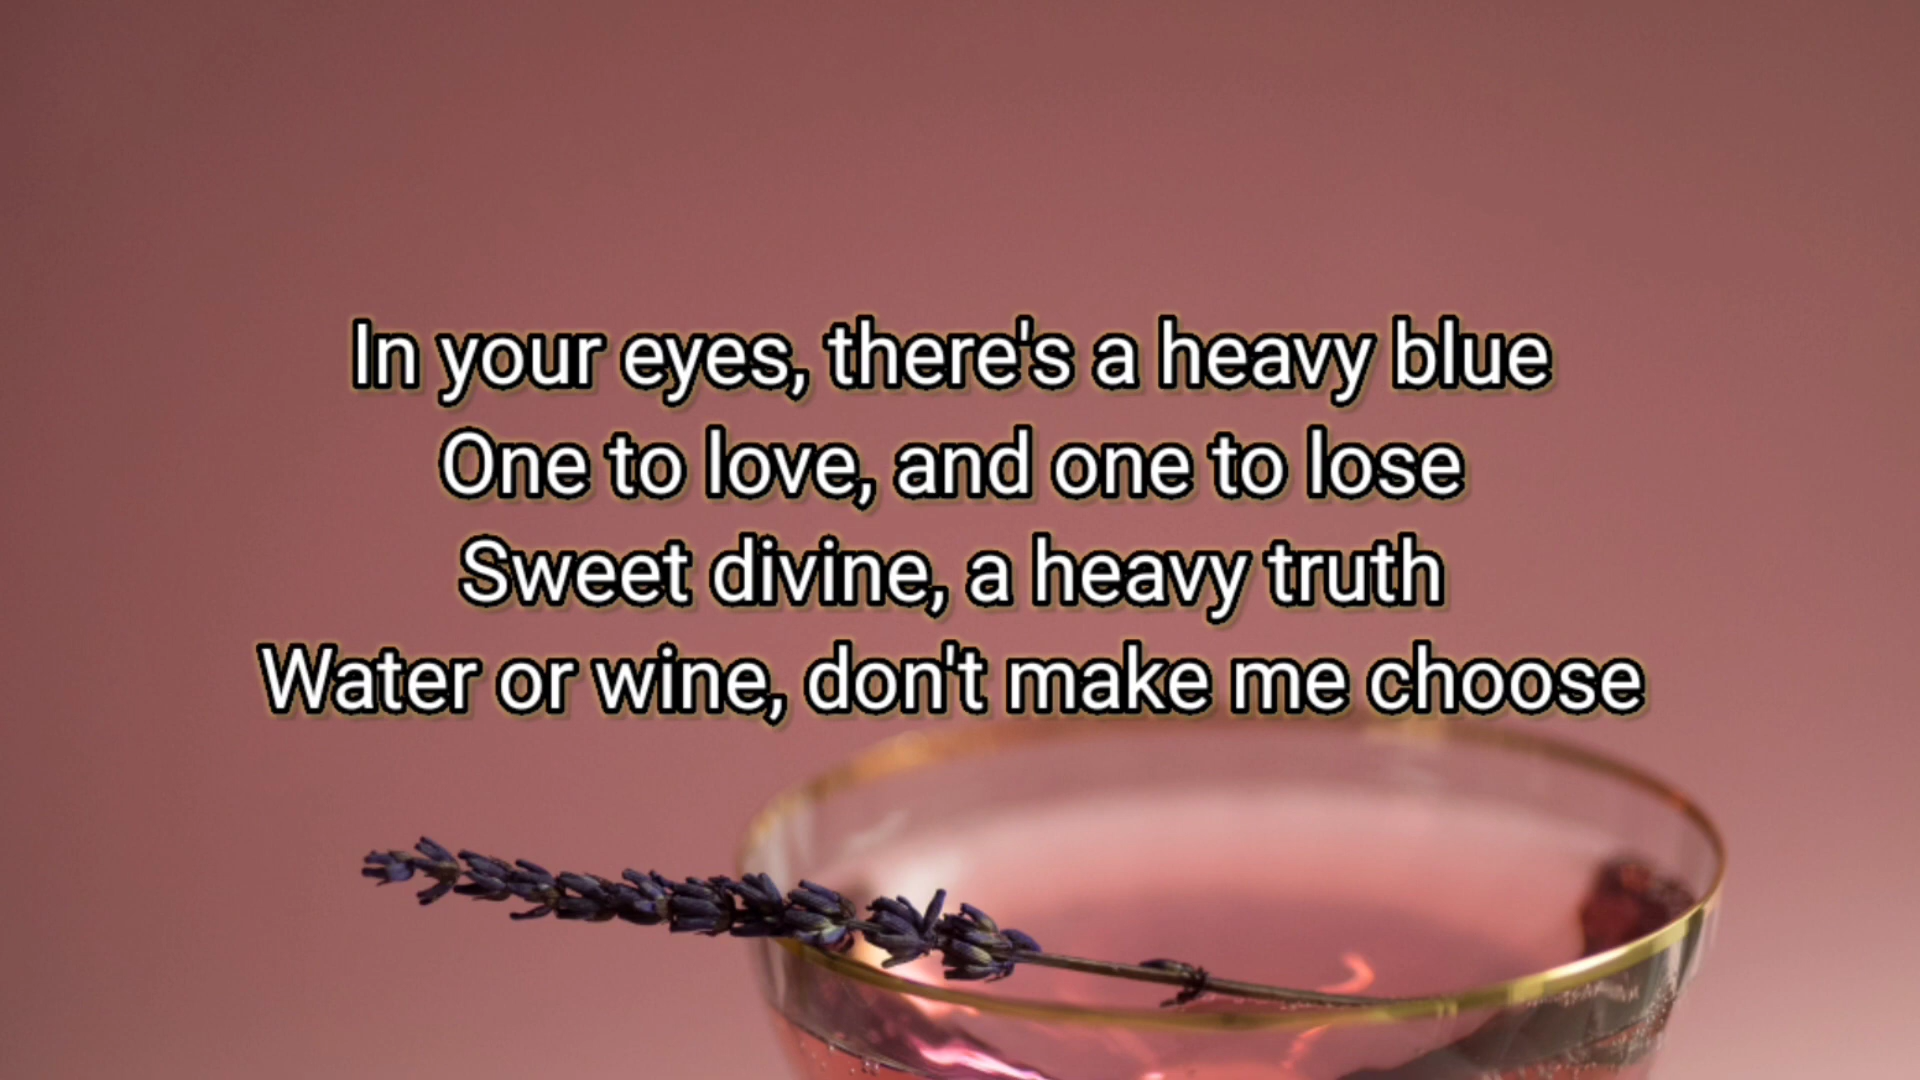 In your eyes, there's a heavy blue
One to love, and one to lose
Sweet divine, a heavy truth
Water or wine, don't make me choose